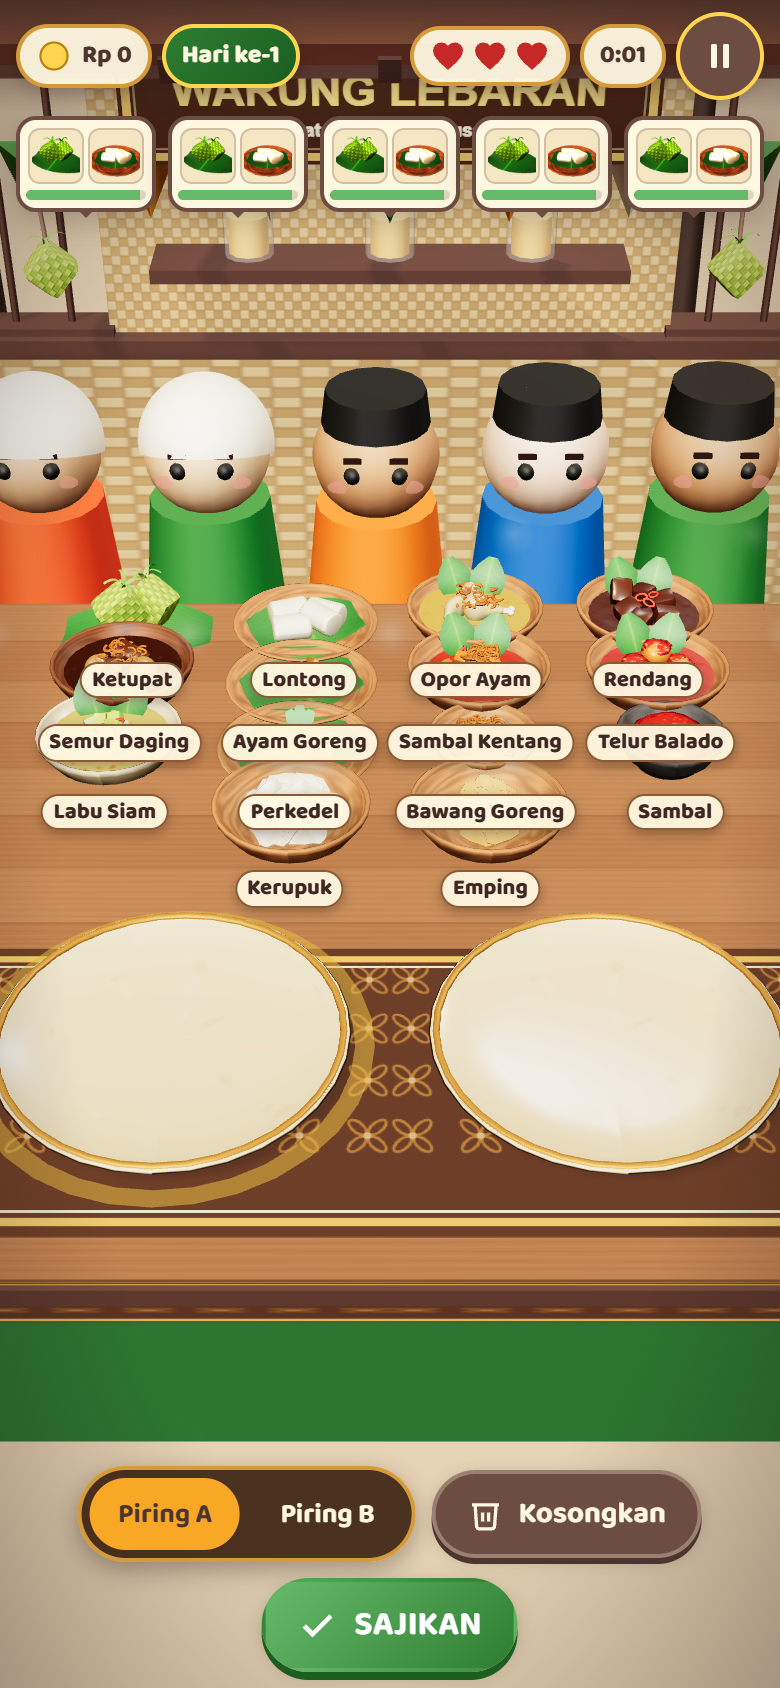 Rp 0
Hari ke-1
0:01
WARUNG LEBARAN
Ketupat
Lontong
Opor Ayam
Rendang
Semur Daging
Ayam Goreng
Sambal Kentang
Telur Balado
Labu Siam
Perkedel
Bawang Goreng
Sambal
Kerupuk
Emping
Piring A
Piring B
Kosongkan
SAJIKAN